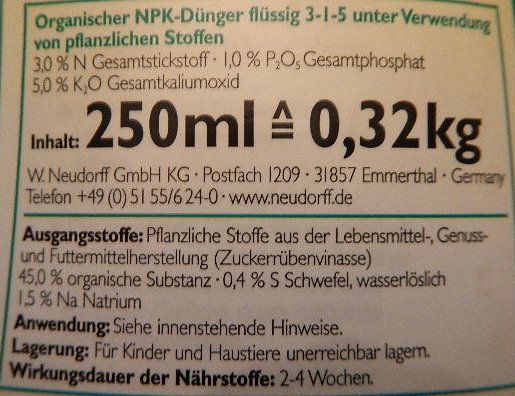 Organischer NPK-Dünger flüssig 3-1-5 unter Verwendung
von pflanzlichen Stoffen
3,0 % N Gesamtstickstoff · 1,0 % P₂O₅ Gesamtphosphat
5,0 % K₂O Gesamtkaliumoxid
Inhalt: 250ml ≙ 0,32kg
W. Neudorff GmbH KG · Postfach 1209 · 31857 Emmerthal · Germany
Telefon +49 (0) 51 55/6 24-0 · www.neudorff.de
Ausgangsstoffe: Pflanzliche Stoffe aus der Lebensmittel-, Genuss-
und Futtermittelherstellung (Zuckerrübenvinasse)
45,0 % organische Substanz · 0,4 % S Schwefel, wasserlöslich
1,5 % Na Natrium
Anwendung: Siehe innenstehende Hinweise.
Lagerung: Für Kinder und Haustiere unerreichbar lagern.
Wirkungsdauer der Nährstoffe: 2-4 Wochen.